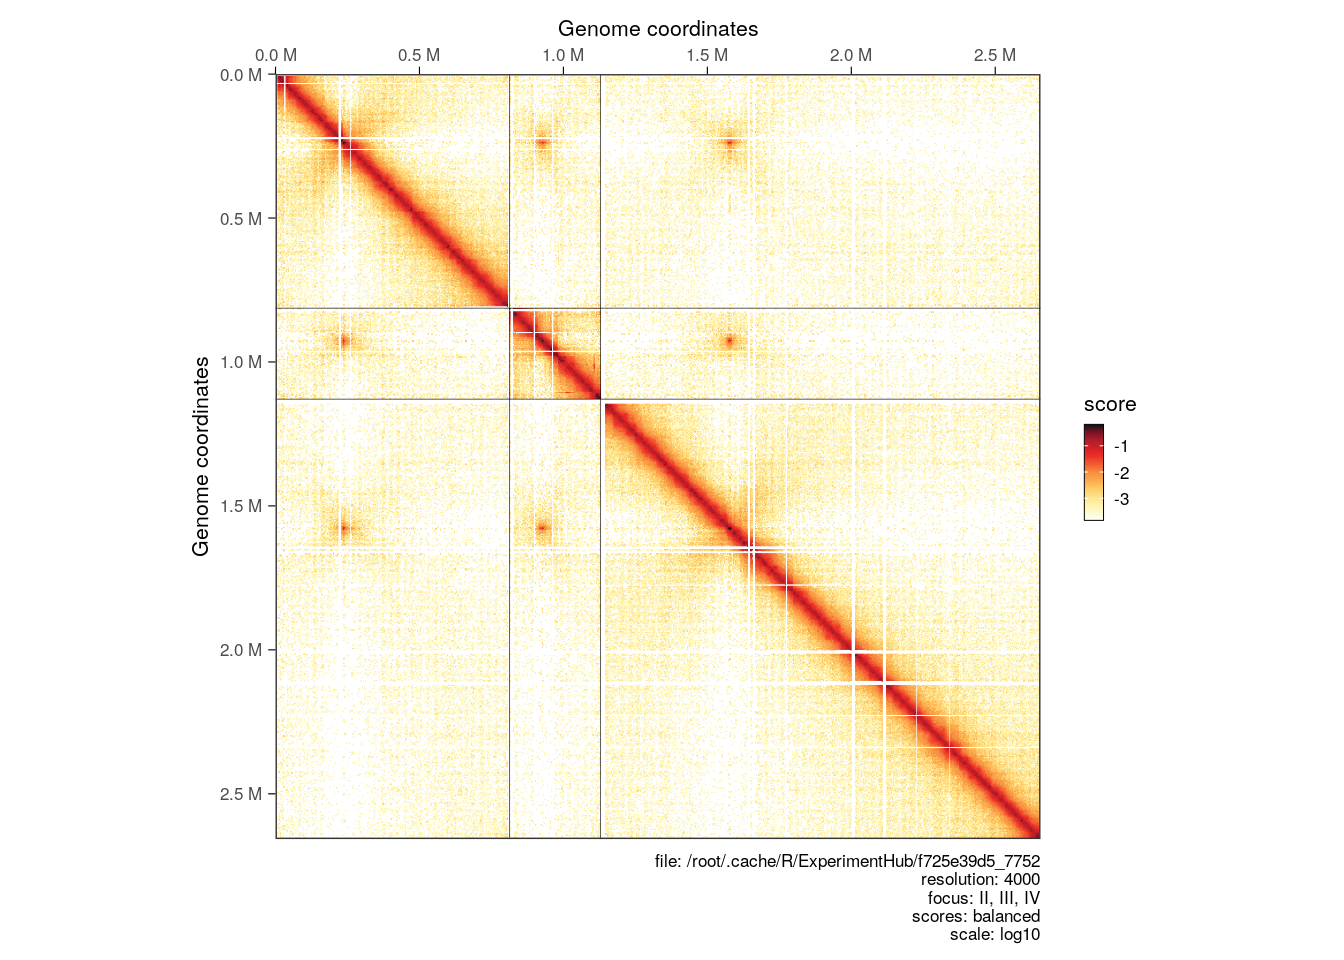 Genome coordinates
0.0 M 0.5 M 1.0 M 1.5 M 2.0 M 2.5 M
0.0 M
0.5 M
1.0 M
1.5 M
2.0 M
2.5 M
Genome coordinates
score
-1
-2
-3
file: /root/.cache/R/ExperimentHub/f725e39d5_7752
resolution: 4000
focus: II, III, IV
scores: balanced
scale: log10